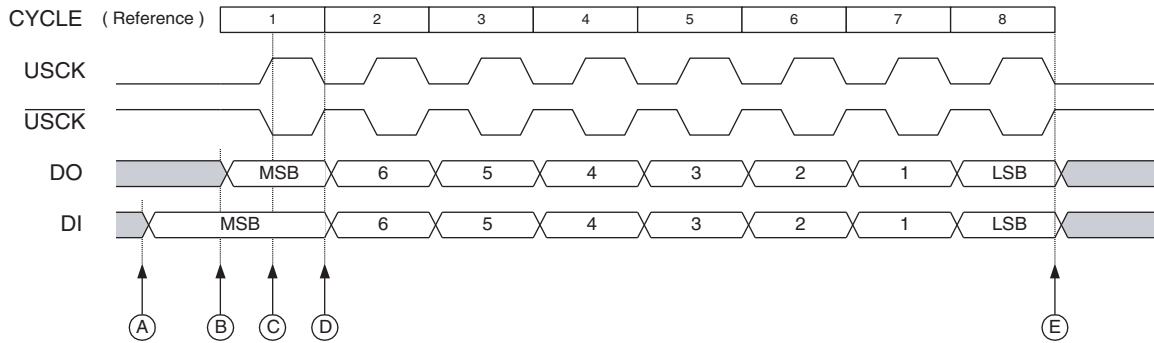 CYCLE ( Reference ) 1 2 3 4 5 6 7 8
USCK
USCK
DO MSB 6 5 4 3 2 1 LSB
DI MSB 6 5 4 3 2 1 LSB
A B C D E